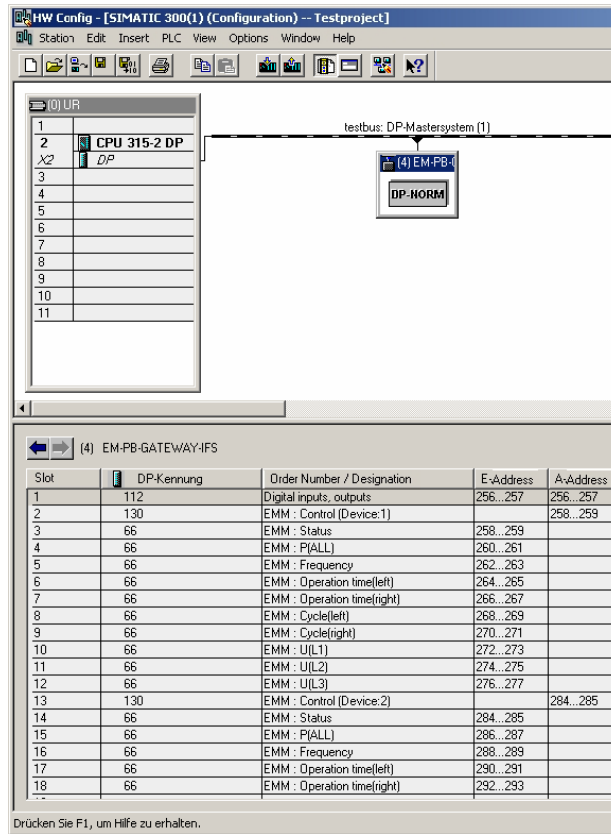 HW Config - [SIMATIC 300(1) (Configuration) -- Testproject]
Station Edit Insert PLC View Options Window Help
(0) UR
1
2 CPU 315-2 DP
X2 DP
3
4
5
6
7
8
9
10
11
testbus: DP-Mastersystem (1)
(4) EM-PB-
DP-NORM
(4) EM-PB-GATEWAY-IFS
Slot DP-Kennung Order Number / Designation E-Address A-Address
1 112 Digital inputs, outputs 256...257 256...257
2 130 EMM : Control (Device:1) 258...259
3 66 EMM : Status 258...259
4 66 EMM : P(ALL) 260...261
5 66 EMM : Frequency 262...263
6 66 EMM : Operation time(left) 264...265
7 66 EMM : Operation time(right) 266...267
8 66 EMM : Cycle(left) 268...269
9 66 EMM : Cycle(right) 270...271
10 66 EMM : U(L1) 272...273
11 66 EMM : U(L2) 274...275
12 66 EMM : U(L3) 276...277
13 130 EMM : Control (Device:2) 284...285
14 66 EMM : Status 284...285
15 66 EMM : P(ALL) 286...287
16 66 EMM : Frequency 288...289
17 66 EMM : Operation time(left) 290...291
18 66 EMM : Operation time(right) 292...293
Drücken Sie F1, um Hilfe zu erhalten.